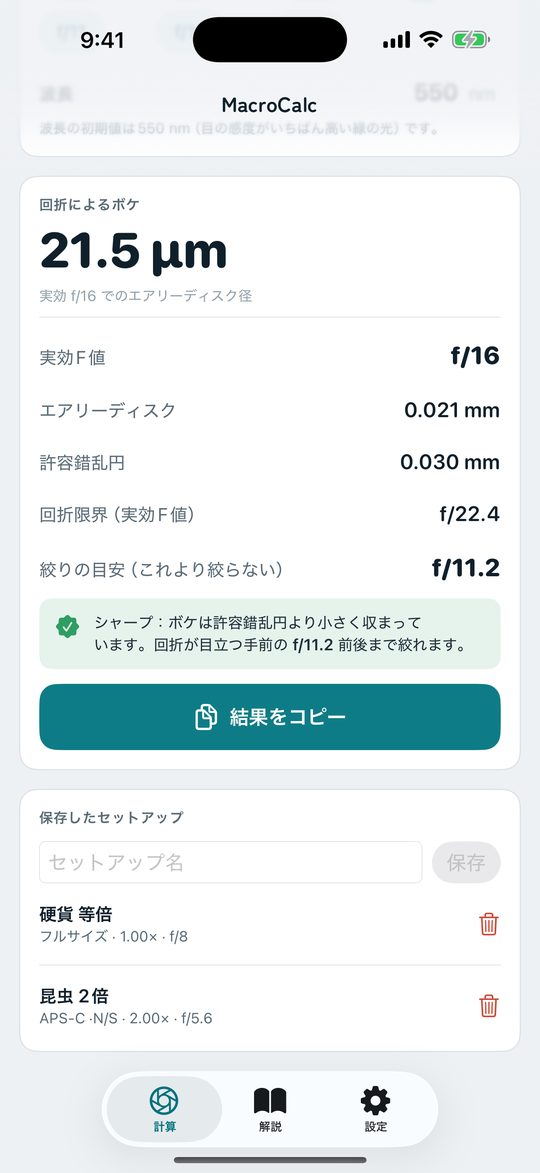 9:41
MacroCalc
波長
550 nm
波長の初期値は550 nm（目の感度がいちばん高い緑の光）です。
回折によるボケ
21.5 µm
実効 f/16 でのエアリーディスク径
実効F値
f/16
エアリーディスク
0.021 mm
許容錯乱円
0.030 mm
回折限界（実効F値）
f/22.4
絞りの目安（これより絞らない）
f/11.2
シャープ：ボケは許容錯乱円より小さく収まって
います。回折が目立つ手前の f/11.2 前後まで絞れます。
結果をコピー
保存したセットアップ
セットアップ名
保存
硬貨 等倍
フルサイズ · 1.00× · f/8
昆虫 2倍
APS-C ·N/S · 2.00× · f/5.6
計算
解説
設定